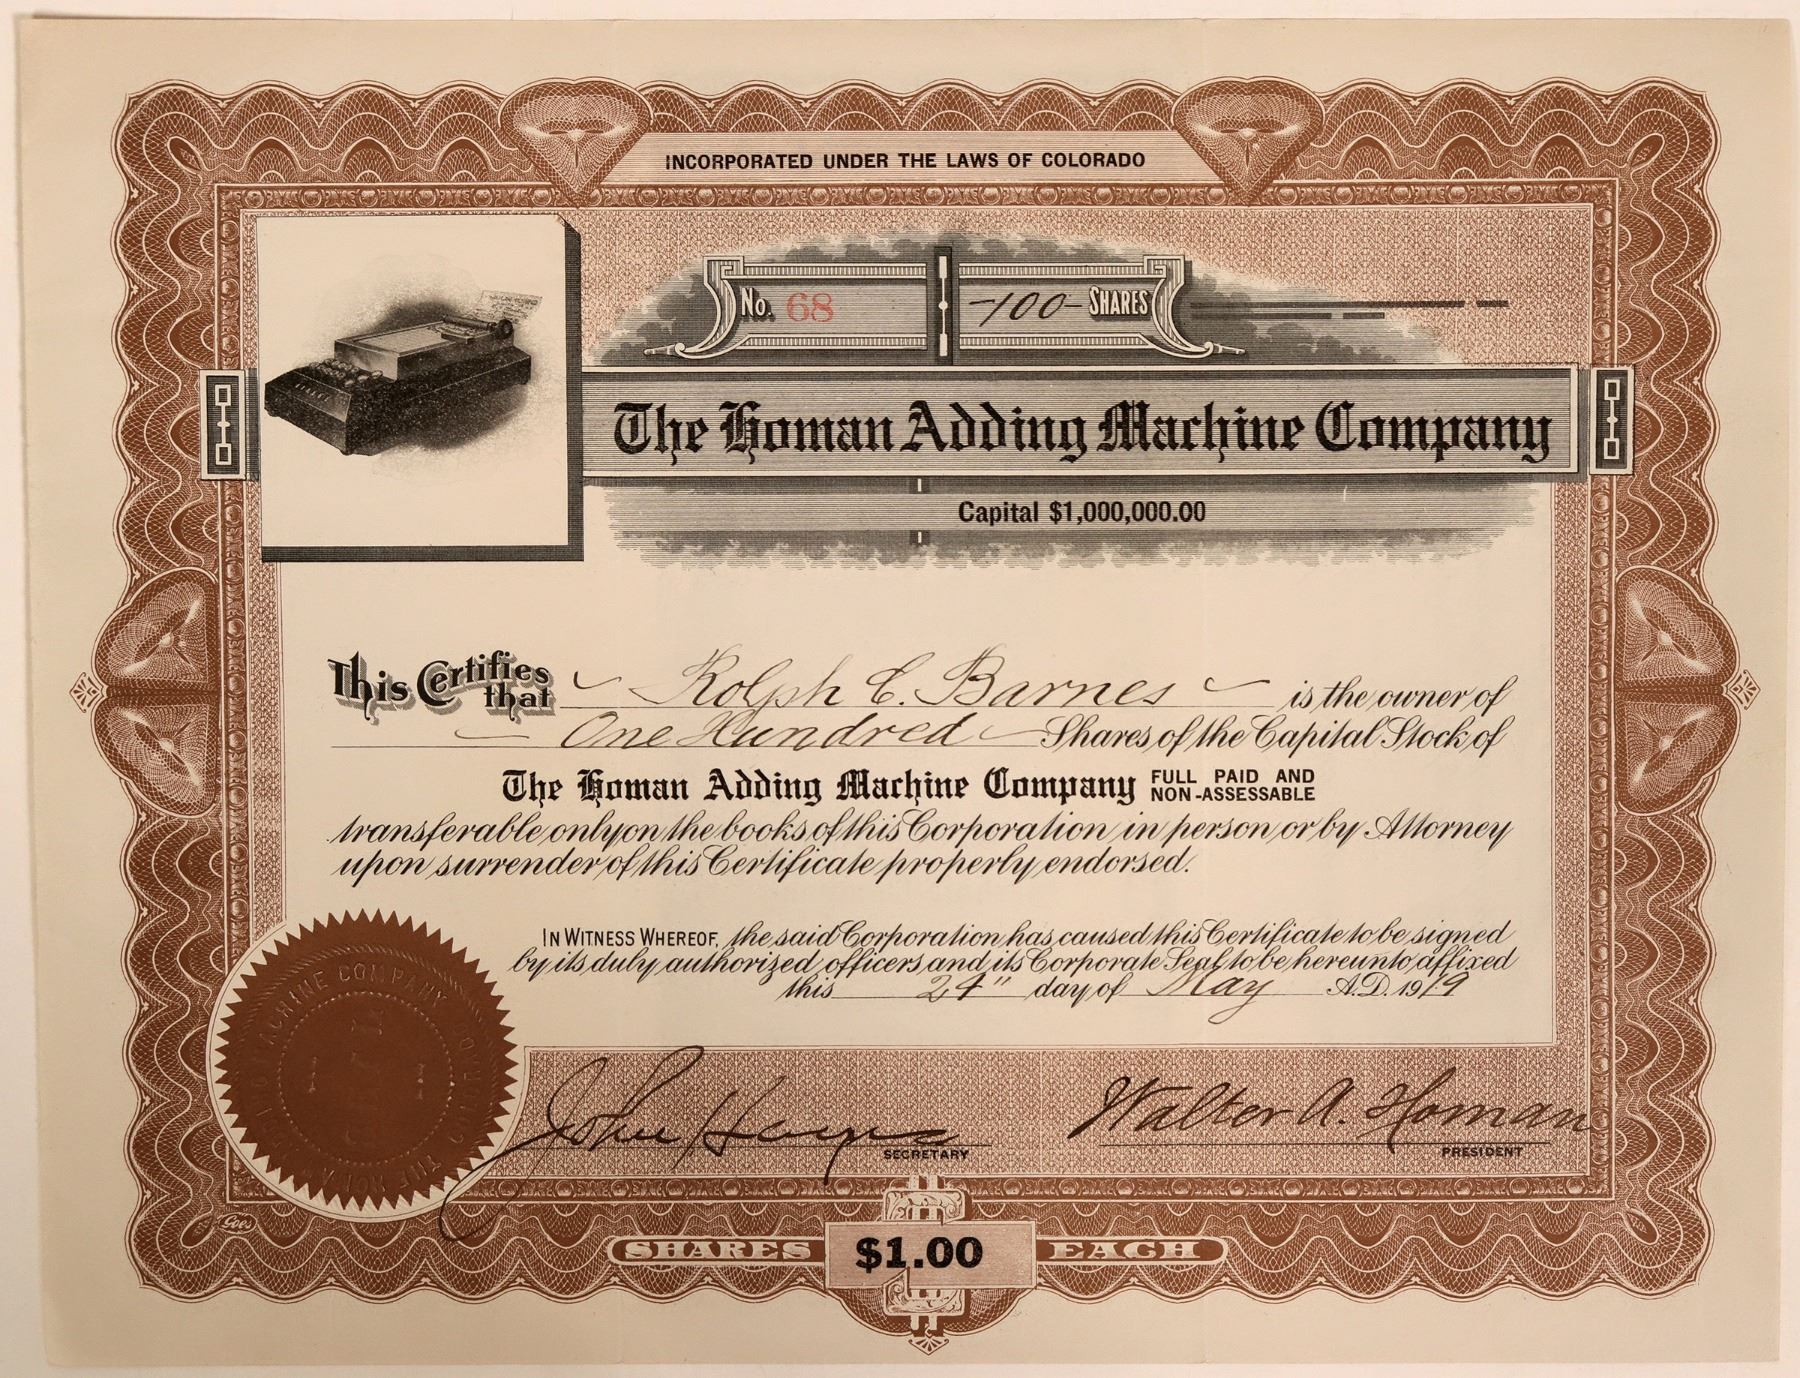 INCORPORATED UNDER THE LAWS OF COLORADO
No. 68 -100- SHARES
The Homan Adding Machine Company
Capital $1,000,000.00
This Certifies that Rolph C. Barnes is the owner of
One Hundred Shares of the Capital Stock of
The Homan Adding Machine Company FULL PAID AND NON-ASSESSABLE
transferable only on the books of this Corporation in person or by Attorney
upon surrender of this Certificate properly endorsed.
IN WITNESS WHEREOF, the said Corporation has caused this Certificate to be signed
by its duly authorized officers and its Corporate Seal to be hereunto affixed
this 24" day of May A.D. 1919
MACHINE COMPANY
John Hayes
SECRETARY
Walter A. Homan
PRESIDENT
Goes
SHARES $1.00 EACH